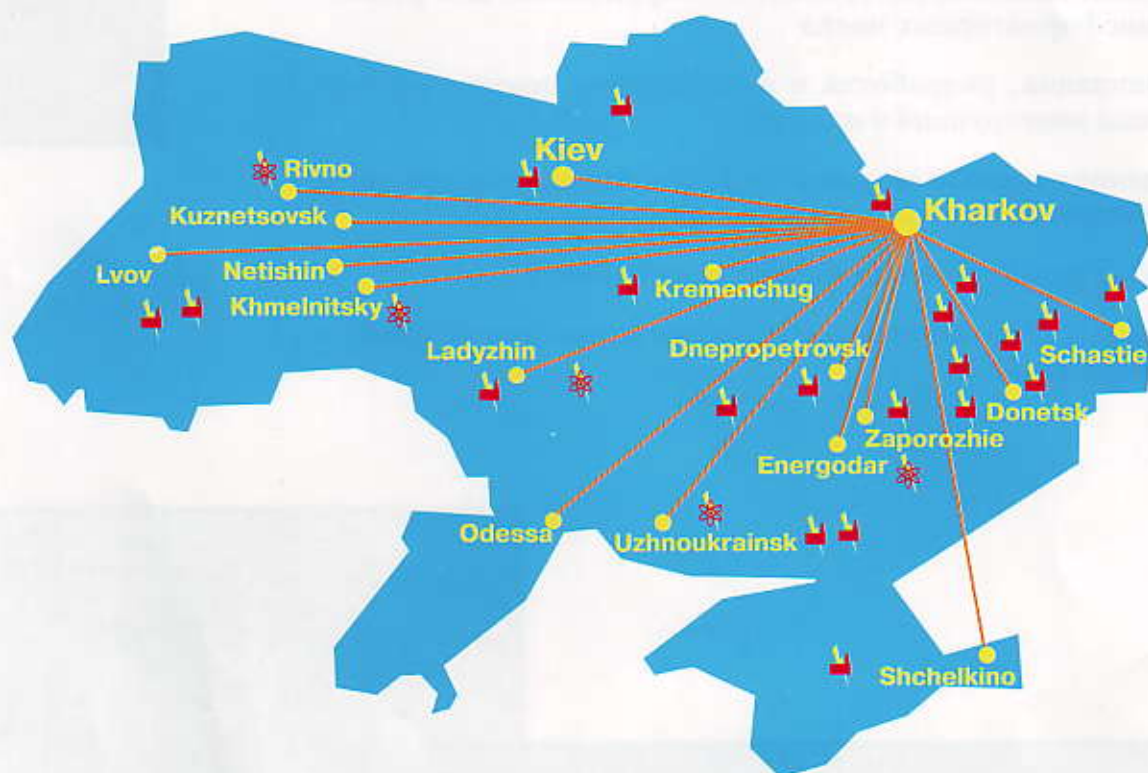 Kiev
Rivno
Kharkov
Kuznetsovsk
Lvov
Netishin
Khmelnitsky
Kremenchug
Ladyzhin
Dnepropetrovsk
Schastie
Donetsk
Zaporozhie
Energodar
Odessa
Uzhnoukrainsk
Shchelkino